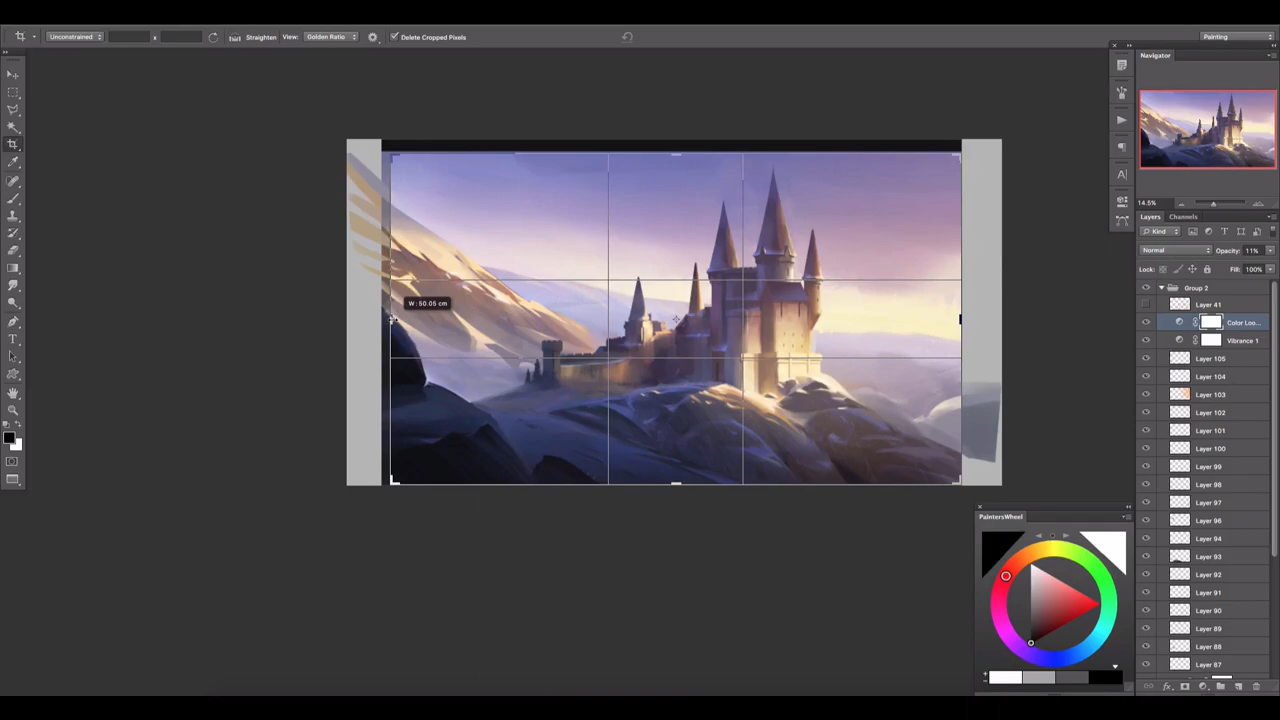 Unconstrained x Straighten View: Golden Ratio Delete Cropped Pixels Painting
Navigator
14.5%
Layers Channels
Kind
Normal Opacity: 11%
Lock: Fill: 100%
Group 2
Layer 41
Color Loo...
Vibrance 1
Layer 105
Layer 104
Layer 103
Layer 102
Layer 101
Layer 100
Layer 99
Layer 98
Layer 97
Layer 96
Layer 94
Layer 93
Layer 92
Layer 91
Layer 90
Layer 89
Layer 88
Layer 87
W: 50.05 cm
PaintersWheel